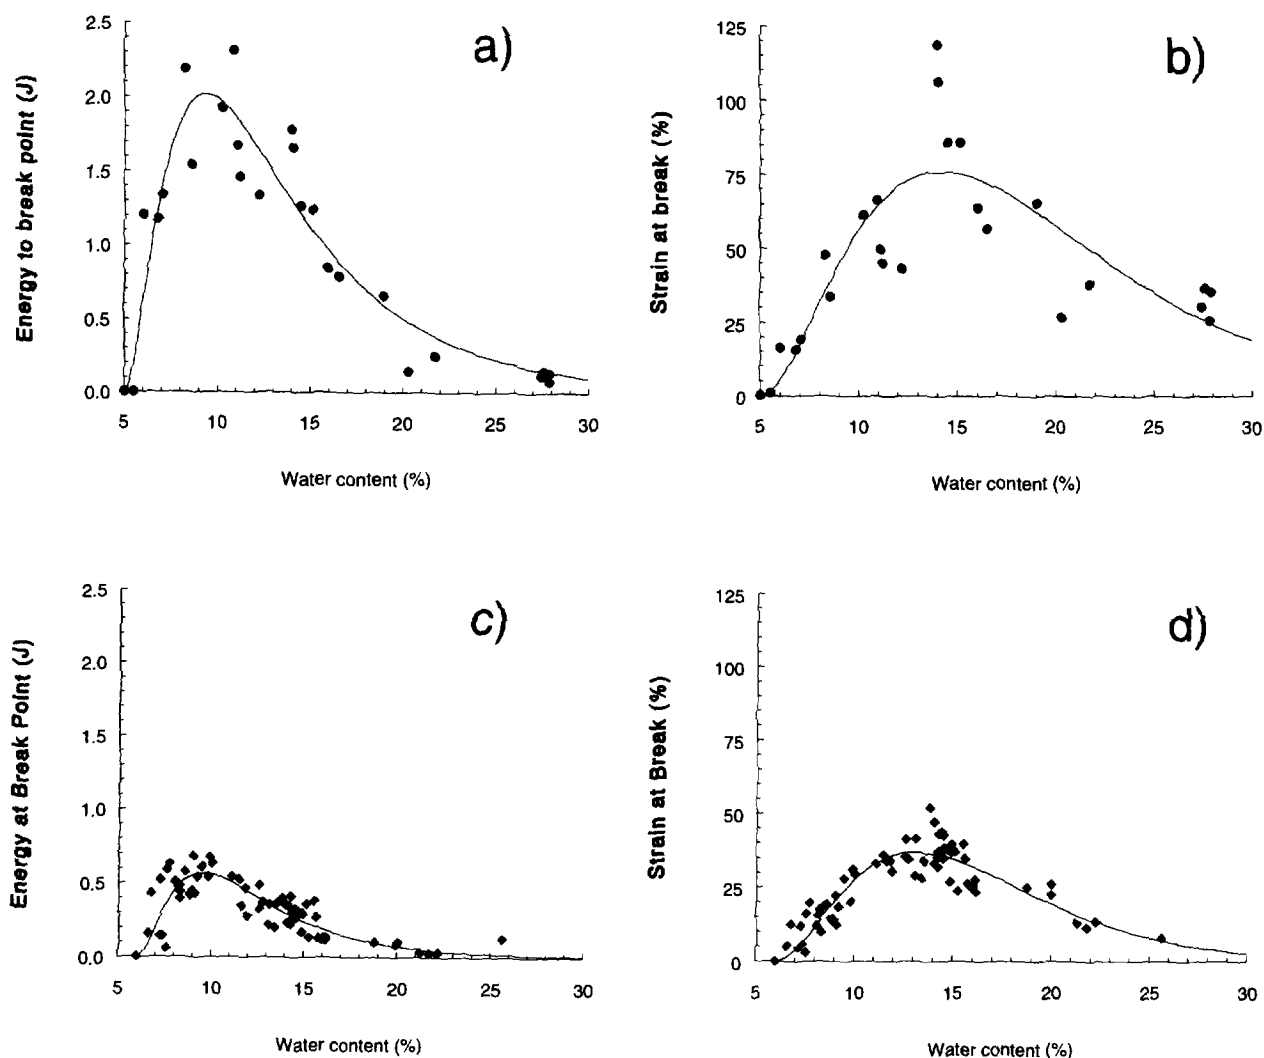 a)
Energy to break point (J)
2.5
2.0
1.5
1.0
0.5
0.0
5 10 15 20 25 30
Water content (%)
b)
Strain at break (%)
125
100
75
50
25
0
5 10 15 20 25 30
Water content (%)
c)
Energy at Break Point (J)
2.5
2.0
1.5
1.0
0.5
0.0
5 10 15 20 25 30
Water content (%)
d)
Strain at Break (%)
125
100
75
50
25
0
5 10 15 20 25 30
Water content (%)